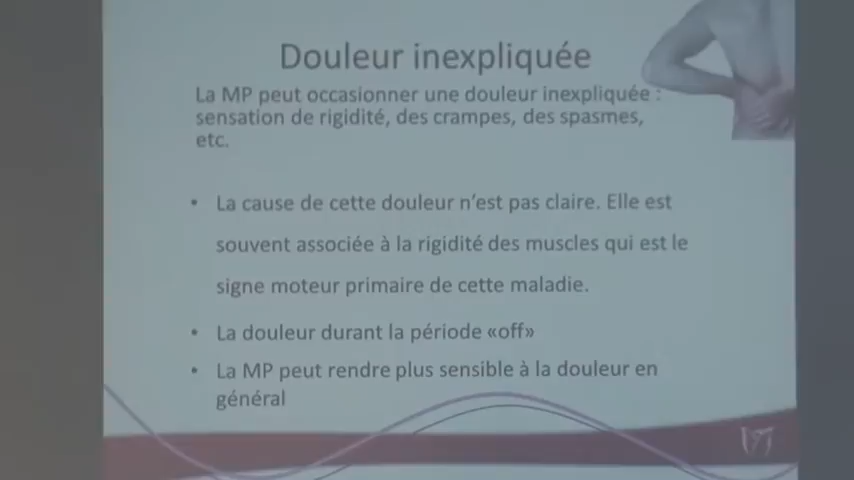 Douleur inexpliquée
La MP peut occasionner une douleur inexpliquée :
sensation de rigidité, des crampes, des spasmes,
etc.
• La cause de cette douleur n'est pas claire. Elle est
souvent associée à la rigidité des muscles qui est le
signe moteur primaire de cette maladie.
• La douleur durant la période «off»
• La MP peut rendre plus sensible à la douleur en
général